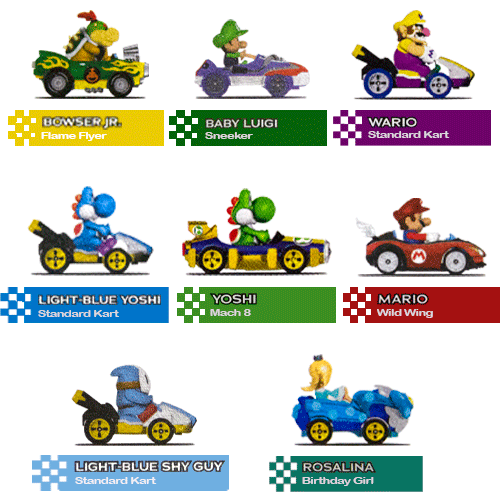 BOWSER JR.
Flame Flyer
BABY LUIGI
Sneeker
WARIO
Standard Kart
LIGHT-BLUE YOSHI
Standard Kart
YOSHI
Mach 8
MARIO
Wild Wing
LIGHT-BLUE SHY GUY
Standard Kart
ROSALINA
Birthday Girl